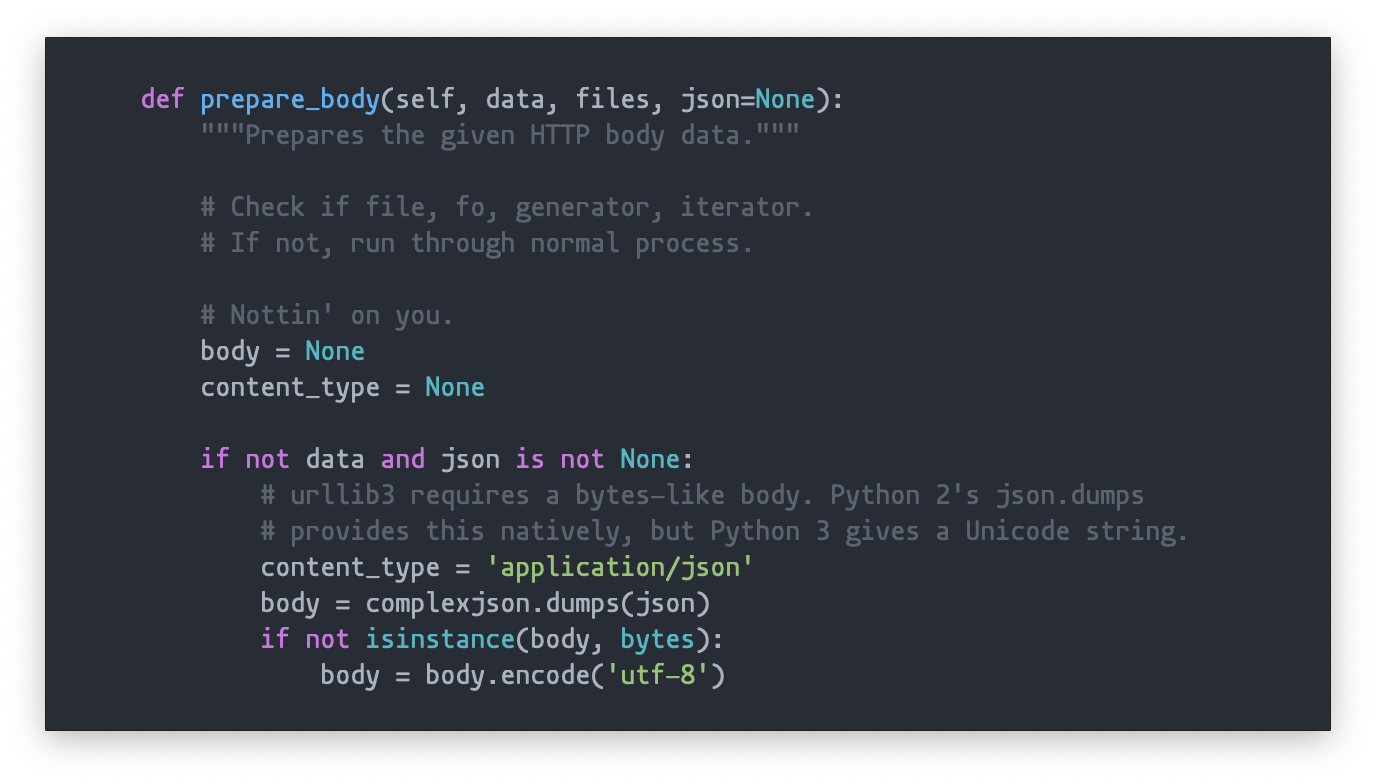 def prepare_body(self, data, files, json=None):
    """Prepares the given HTTP body data."""

    # Check if file, fo, generator, iterator.
    # If not, run through normal process.

    # Nottin' on you.
    body = None
    content_type = None

    if not data and json is not None:
        # urllib3 requires a bytes-like body. Python 2's json.dumps
        # provides this natively, but Python 3 gives a Unicode string.
        content_type = 'application/json'
        body = complexjson.dumps(json)
        if not isinstance(body, bytes):
            body = body.encode('utf-8')